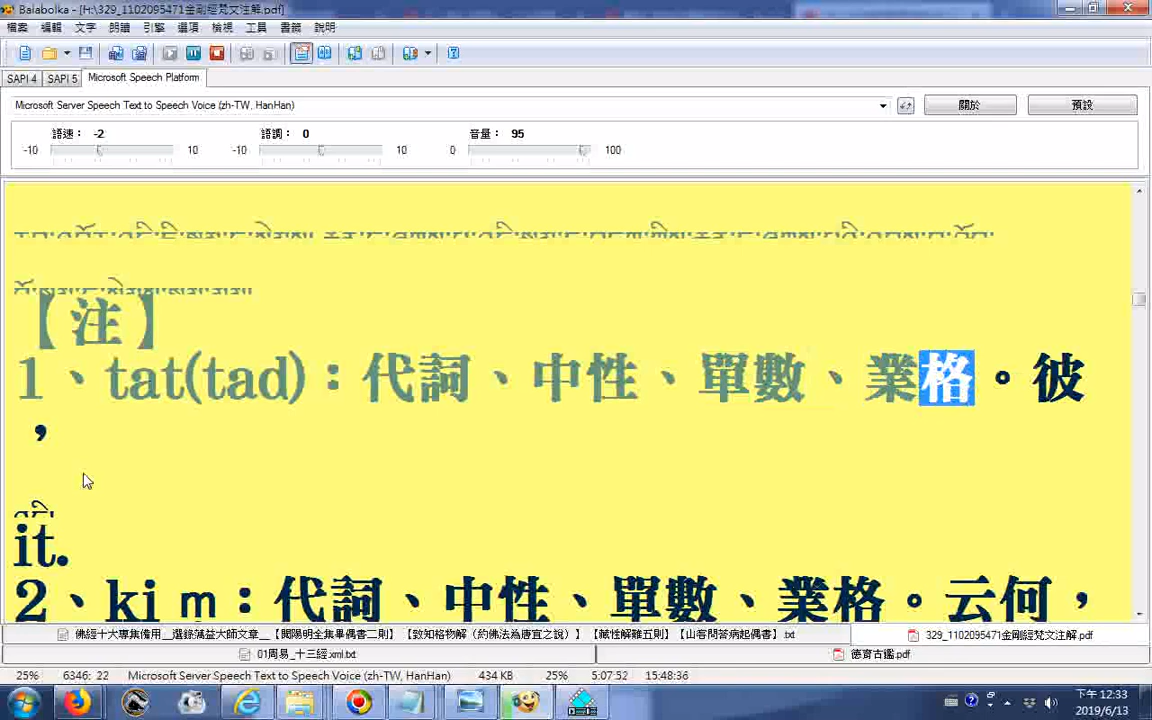 Balabolka - [H:\329_1102095471金剛經梵文注解.pdf]
檔案 編輯 文字 朗讀 引擎 選項 檢視 工具 書籤 說明
SAPI 4 SAPI 5 Microsoft Speech Platform
Microsoft Server Speech Text to Speech Voice (zh-TW, HanHan) 關於 預設
語速： -2 語調： 0 音量： 95
-10 10 -10 10 0 100
【注】
1、tat(tad)：代詞、中性、單數、業格。彼
，
it.
2、kim：代詞、中性、單數、業格。云何，
佛經十大專集備用__選錄蕅益大師文章__【閱陽明全集畢偶書二則】【致知格物解（約佛法為唐宜之說）】【緘性解難五則】【山客問答病起偶書】.txt 329_1102095471金剛經梵文注解.pdf
01周易_十三經.xml.txt 德育古鑑.pdf
25% 6346: 22 Microsoft Server Speech Text to Speech Voice (zh-TW, HanHan) 434 KB 25% 5:07:52 15:48:36
下午 12:33
2019/6/13